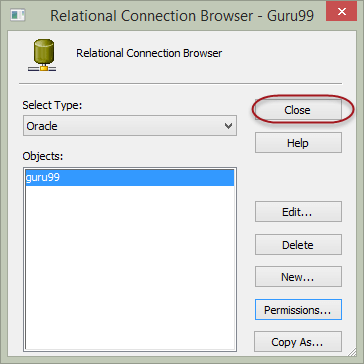 Relational Connection Browser - Guru99
Relational Connection Browser
Select Type:
Oracle
Close
Help
Objects:
guru99
Edit...
Delete
New...
Permissions...
Copy As...